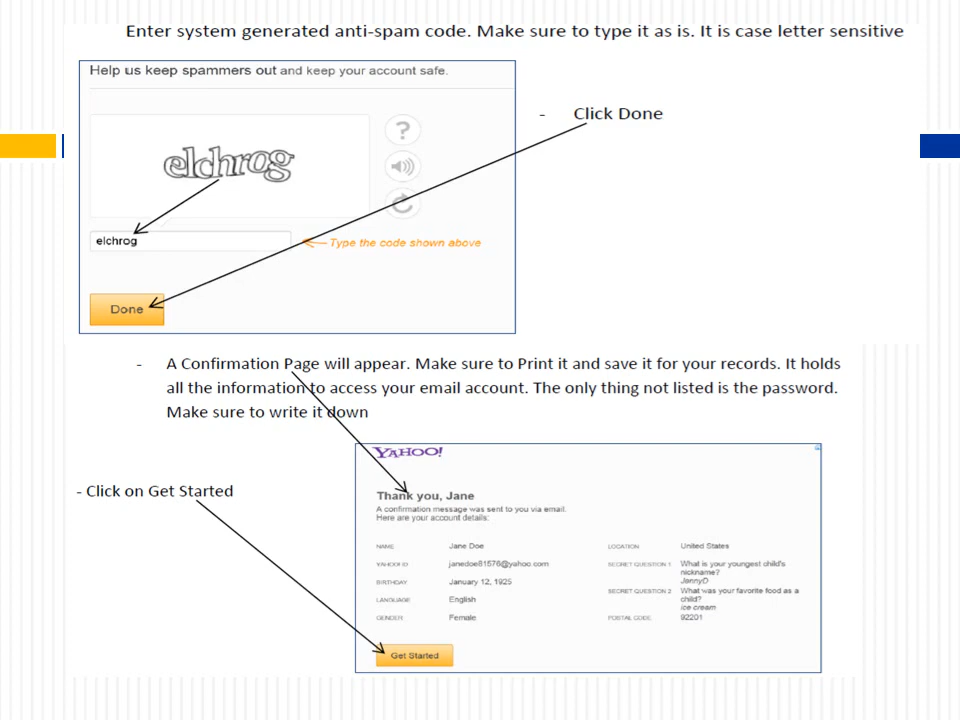 Enter system generated anti-spam code. Make sure to type it as is. It is case letter sensitive
Help us keep spammers out and keep your account safe.
- Click Done
?
elchrog
elchrog
Type the code shown above
Done
- A Confirmation Page will appear. Make sure to Print it and save it for your records. It holds
all the information to access your email account. The only thing not listed is the password.
Make sure to write it down
YAHOO!
- Click on Get Started
Thank you, Jane
A confirmation message was sent to you via email.
Here are your account details:
NAME Jane Doe
YAHOO! ID janedoe81576@yahoo.com
BIRTHDAY January 12, 1925
LANGUAGE English
GENDER Female
LOCATION United States
SECRET QUESTION 1 What is your youngest child's
nickname?
JennyD
SECRET QUESTION 2 What was your favorite food as a
child?
ice cream
POSTAL CODE 92201
Get Started